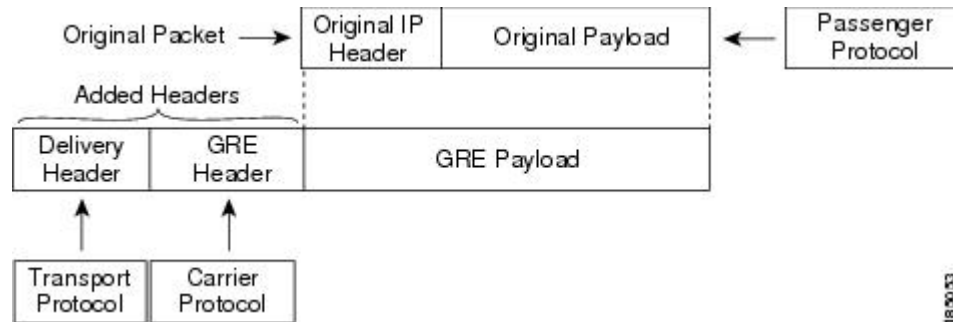 Original Packet
Original IP
Header
Original Payload
Passenger
Protocol
Added Headers
Delivery
Header
GRE
Header
GRE Payload
Transport
Protocol
Carrier
Protocol
185953